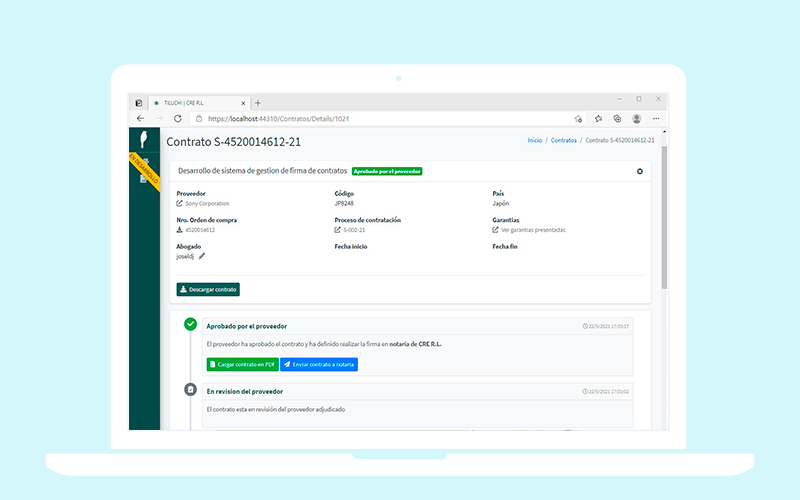 TILUCHI | CRE R.L.
https://localhost:44310/Contratos/Details/1021
EN DESARROLLO
Contrato S-4520014612-21
Inicio / Contratos / Contrato S-4520014612-21
Desarrollo de sistema de gestion de firma de contratos Aprobado por el proveedor
Proveedor Código País
Sony Corporation JP8248 Japón
Nro. Orden de compra Proceso de contratación Garantías
4520014612 S-002-21 Ver garantías presentadas
Abogado Fecha inicio Fecha fin
joseldj
Descargar contrato
Aprobado por el proveedor 22/5/2021 17:33:17
El proveedor ha aprobado el contrato y ha definido realizar la firma en notaría de CRE R.L.
Cargar contrato en PDF Enviar contrato a notaria
En revision del proveedor 22/5/2021 17:31:02
El contrato esta en revisión del proveedor adjudicado